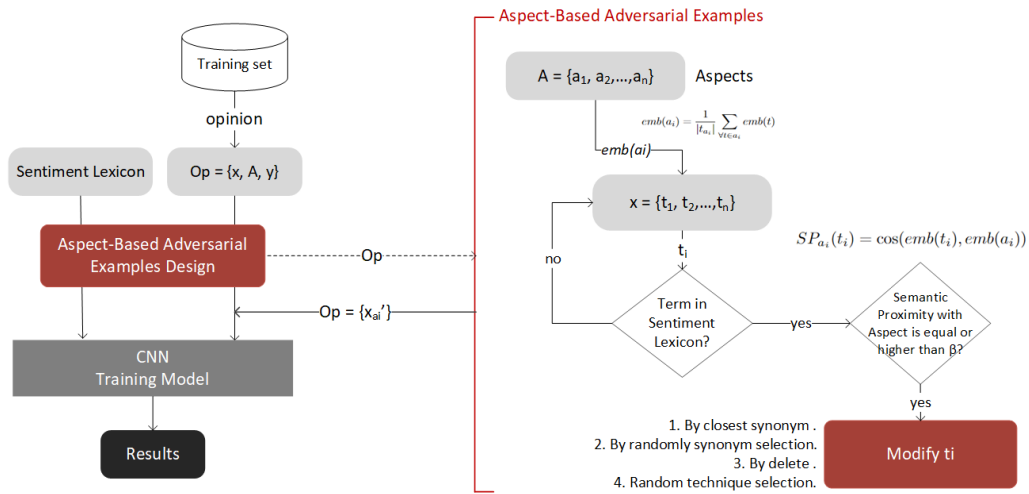 Aspect-Based Adversarial Examples
Training set
opinion
Sentiment Lexicon
Op = {x, A, y}
Aspect-Based Adversarial
Examples Design
Op
Op = {xai'}
CNN
Training Model
Results
A = {a1, a2,...,an}
Aspects
emb(ai) = 1/|tai| ∑∀t∈ai emb(t)
emb(ai)
x = {t1, t2,...,tn}
SPai(ti) = cos(emb(ti), emb(ai))
ti
no
Term in
Sentiment
Lexicon?
yes
Semantic
Proximity with
Aspect is equal or
higher than β?
yes
1. By closest synonym .
2. By randomly synonym selection.
3. By delete .
4. Random technique selection.
Modify ti